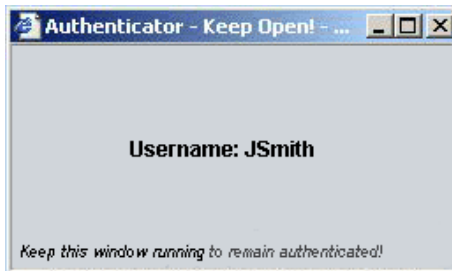 Authenticator - Keep Open! - ...
Username: JSmith
Keep this window running to remain authenticated!